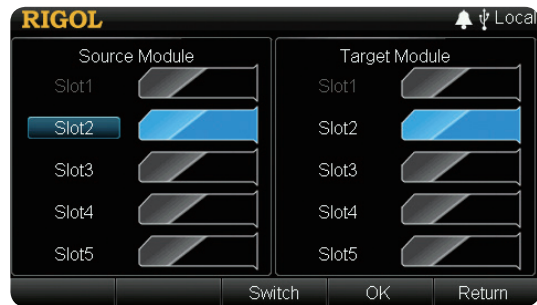 RIGOL Local
Source Module Target Module
Slot1 Slot1
Slot2 Slot2
Slot3 Slot3
Slot4 Slot4
Slot5 Slot5
Switch OK Return